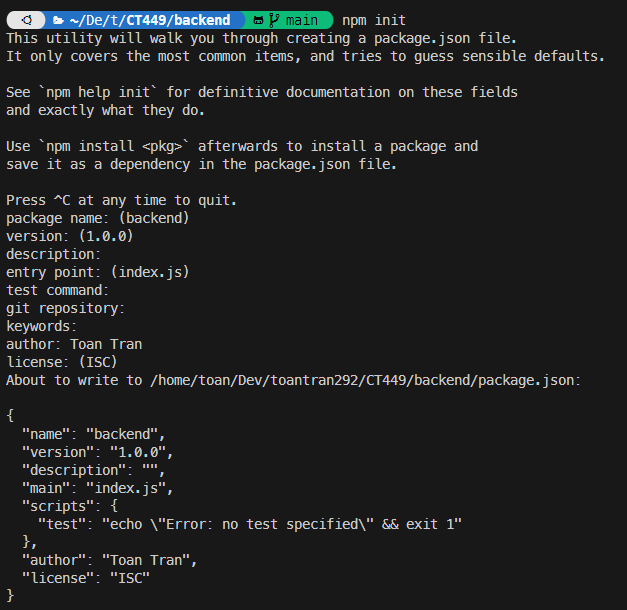 ~/De/t/CT449/backend main npm init
This utility will walk you through creating a package.json file.
It only covers the most common items, and tries to guess sensible defaults.
See `npm help init` for definitive documentation on these fields
and exactly what they do.
Use `npm install <pkg>` afterwards to install a package and
save it as a dependency in the package.json file.
Press ^C at any time to quit.
package name: (backend)
version: (1.0.0)
description:
entry point: (index.js)
test command:
git repository:
keywords:
author: Toan Tran
license: (ISC)
About to write to /home/toan/Dev/toantran292/CT449/backend/package.json:
{
  "name": "backend",
  "version": "1.0.0",
  "description": "",
  "main": "index.js",
  "scripts": {
    "test": "echo \"Error: no test specified\" && exit 1"
  },
  "author": "Toan Tran",
  "license": "ISC"
}